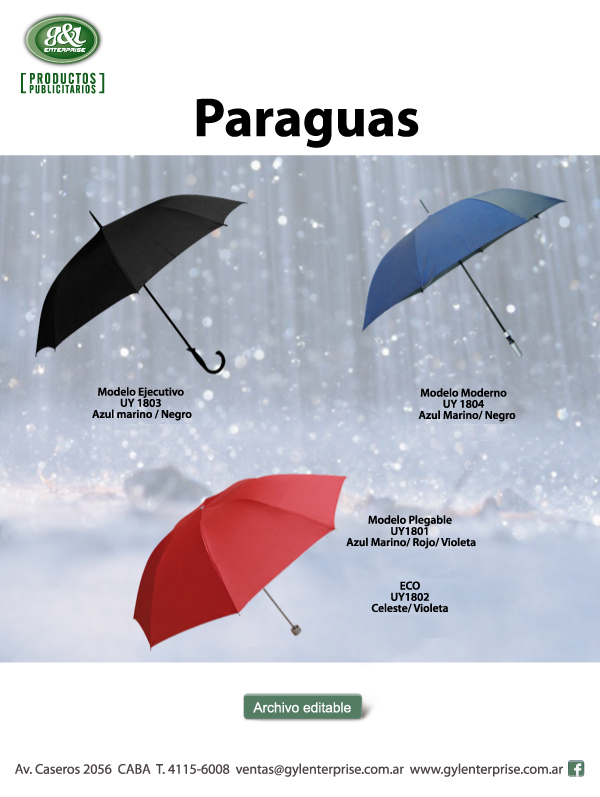 g&l
ENTERPRISE
[PRODUCTOS
PUBLICITARIOS]
Paraguas
Modelo Ejecutivo
UY 1803
Azul marino / Negro
Modelo Moderno
UY 1804
Azul Marino/ Negro
Modelo Plegable
UY1801
Azul Marino/ Rojo/ Violeta
ECO
UY1802
Celeste/ Violeta
Archivo editable
Av. Caseros 2056 CABA T. 4115-6008 ventas@gylenterprise.com.ar www.gylenterprise.com.ar f